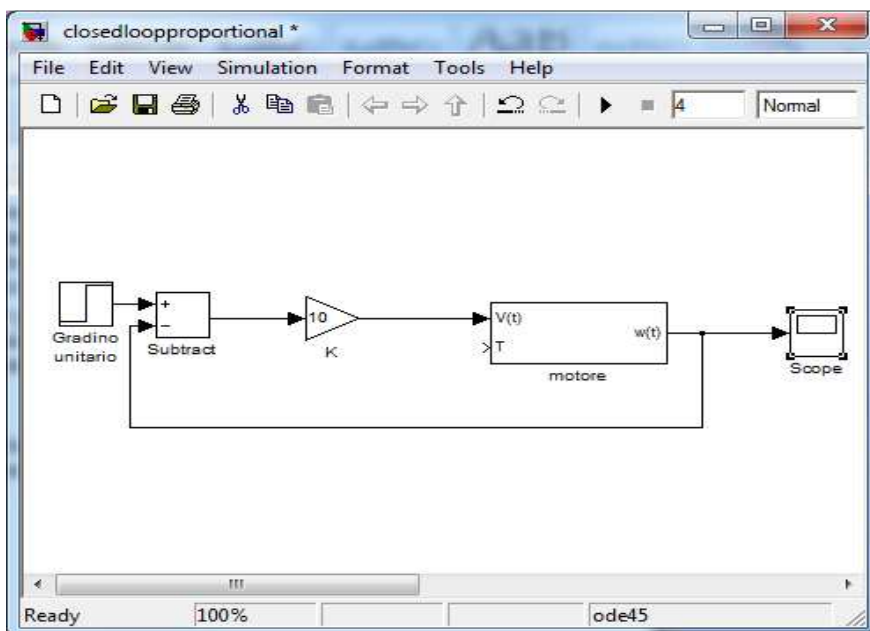 closedloopproportional *
File Edit View Simulation Format Tools Help
4 Normal
Gradino
unitario
+
−
Subtract
10
K
V(t)
T
w(t)
motore
Scope
Ready 100% ode45